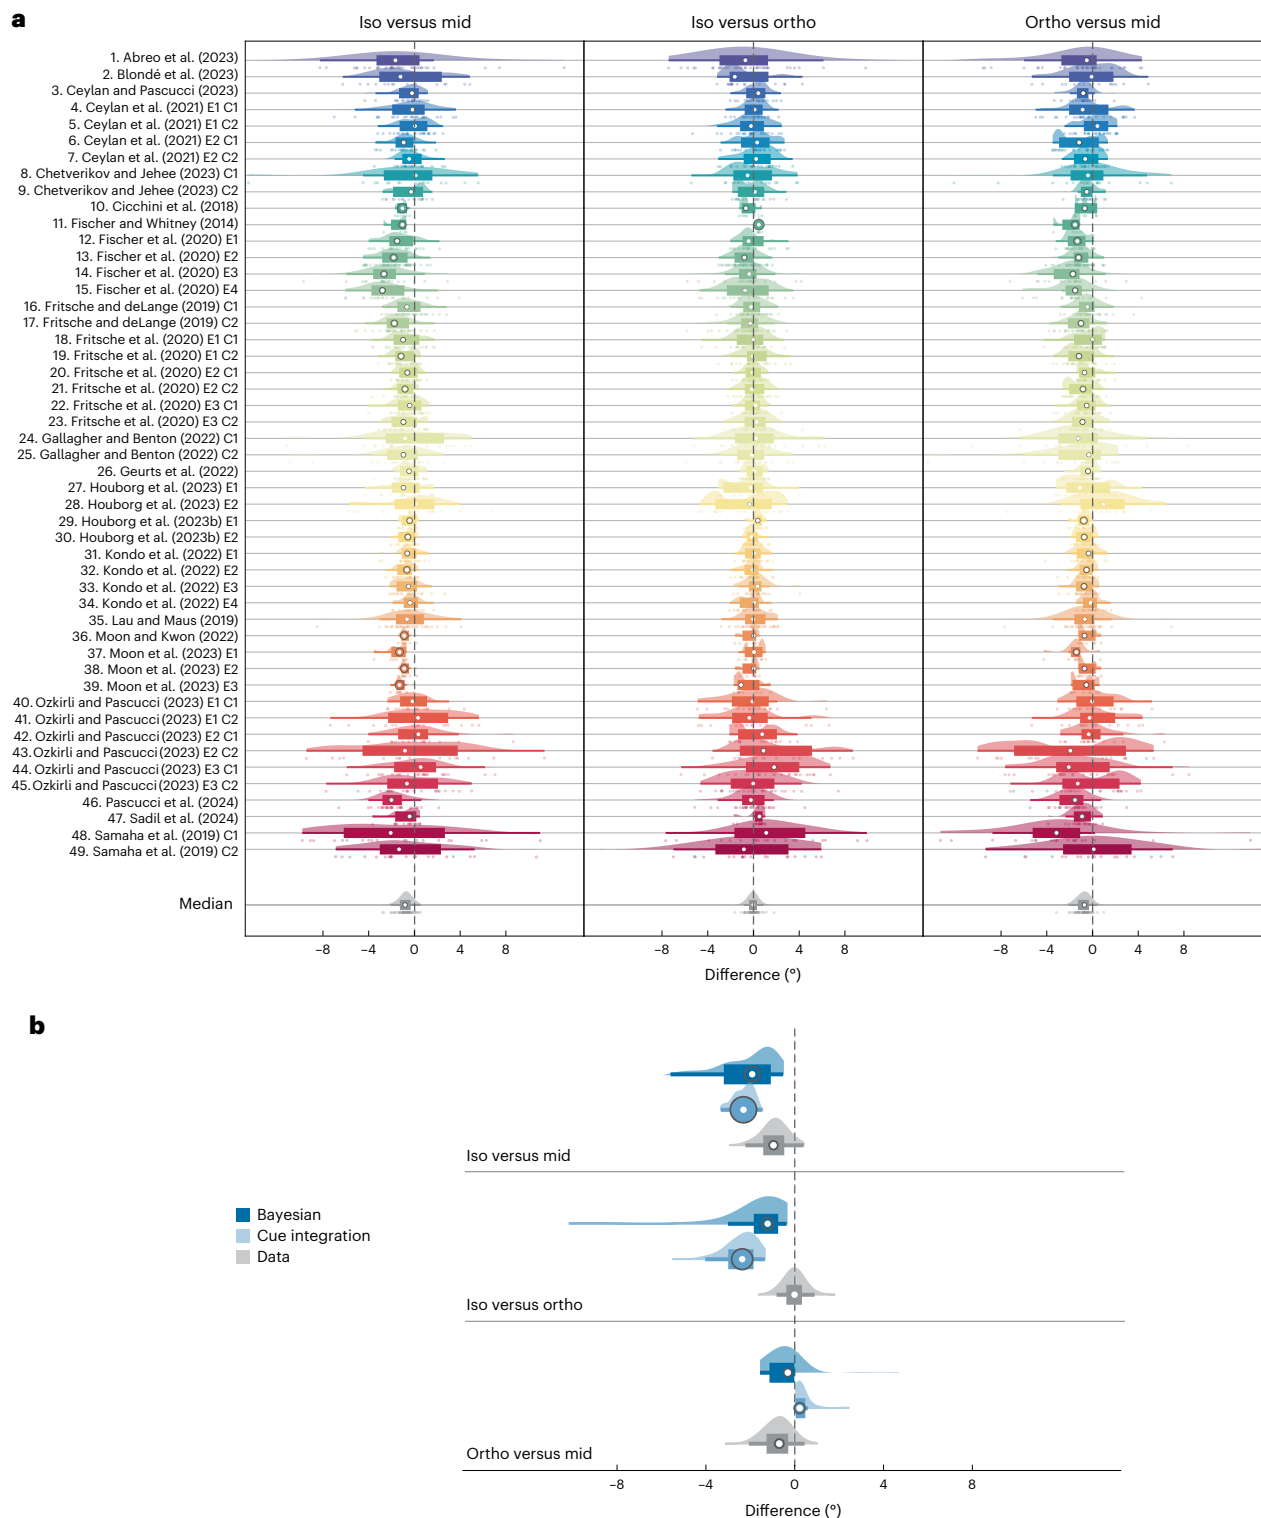 a
Iso versus mid
Iso versus ortho
Ortho versus mid
1. Abreo et al. (2023)
2. Blondé et al. (2023)
3. Ceylan and Pascucci (2023)
4. Ceylan et al. (2021) E1 C1
5. Ceylan et al. (2021) E1 C2
6. Ceylan et al. (2021) E2 C1
7. Ceylan et al. (2021) E2 C2
8. Chetverikov and Jehee (2023) C1
9. Chetverikov and Jehee (2023) C2
10. Cicchini et al. (2018)
11. Fischer and Whitney (2014)
12. Fischer et al. (2020) E1
13. Fischer et al. (2020) E2
14. Fischer et al. (2020) E3
15. Fischer et al. (2020) E4
16. Fritsche and deLange (2019) C1
17. Fritsche and deLange (2019) C2
18. Fritsche et al. (2020) E1 C1
19. Fritsche et al. (2020) E1 C2
20. Fritsche et al. (2020) E2 C1
21. Fritsche et al. (2020) E2 C2
22. Fritsche et al. (2020) E3 C1
23. Fritsche et al. (2020) E3 C2
24. Gallagher and Benton (2022) C1
25. Gallagher and Benton (2022) C2
26. Geurts et al. (2022)
27. Houborg et al. (2023) E1
28. Houborg et al. (2023) E2
29. Houborg et al. (2023b) E1
30. Houborg et al. (2023b) E2
31. Kondo et al. (2022) E1
32. Kondo et al. (2022) E2
33. Kondo et al. (2022) E3
34. Kondo et al. (2022) E4
35. Lau and Maus (2019)
36. Moon and Kwon (2022)
37. Moon et al. (2023) E1
38. Moon et al. (2023) E2
39. Moon et al. (2023) E3
40. Ozkirli and Pascucci (2023) E1 C1
41. Ozkirli and Pascucci (2023) E1 C2
42. Ozkirli and Pascucci (2023) E2 C1
43. Ozkirli and Pascucci (2023) E2 C2
44. Ozkirli and Pascucci (2023) E3 C1
45. Ozkirli and Pascucci (2023) E3 C2
46. Pascucci et al. (2024)
47. Sadil et al. (2024)
48. Samaha et al. (2019) C1
49. Samaha et al. (2019) C2
Median
–8 –4 0 4 8 –8 –4 0 4 8 –8 –4 0 4 8
Difference (°)
b
Iso versus mid
Bayesian
Cue integration
Data
Iso versus ortho
Ortho versus mid
–8 –4 0 4 8
Difference (°)